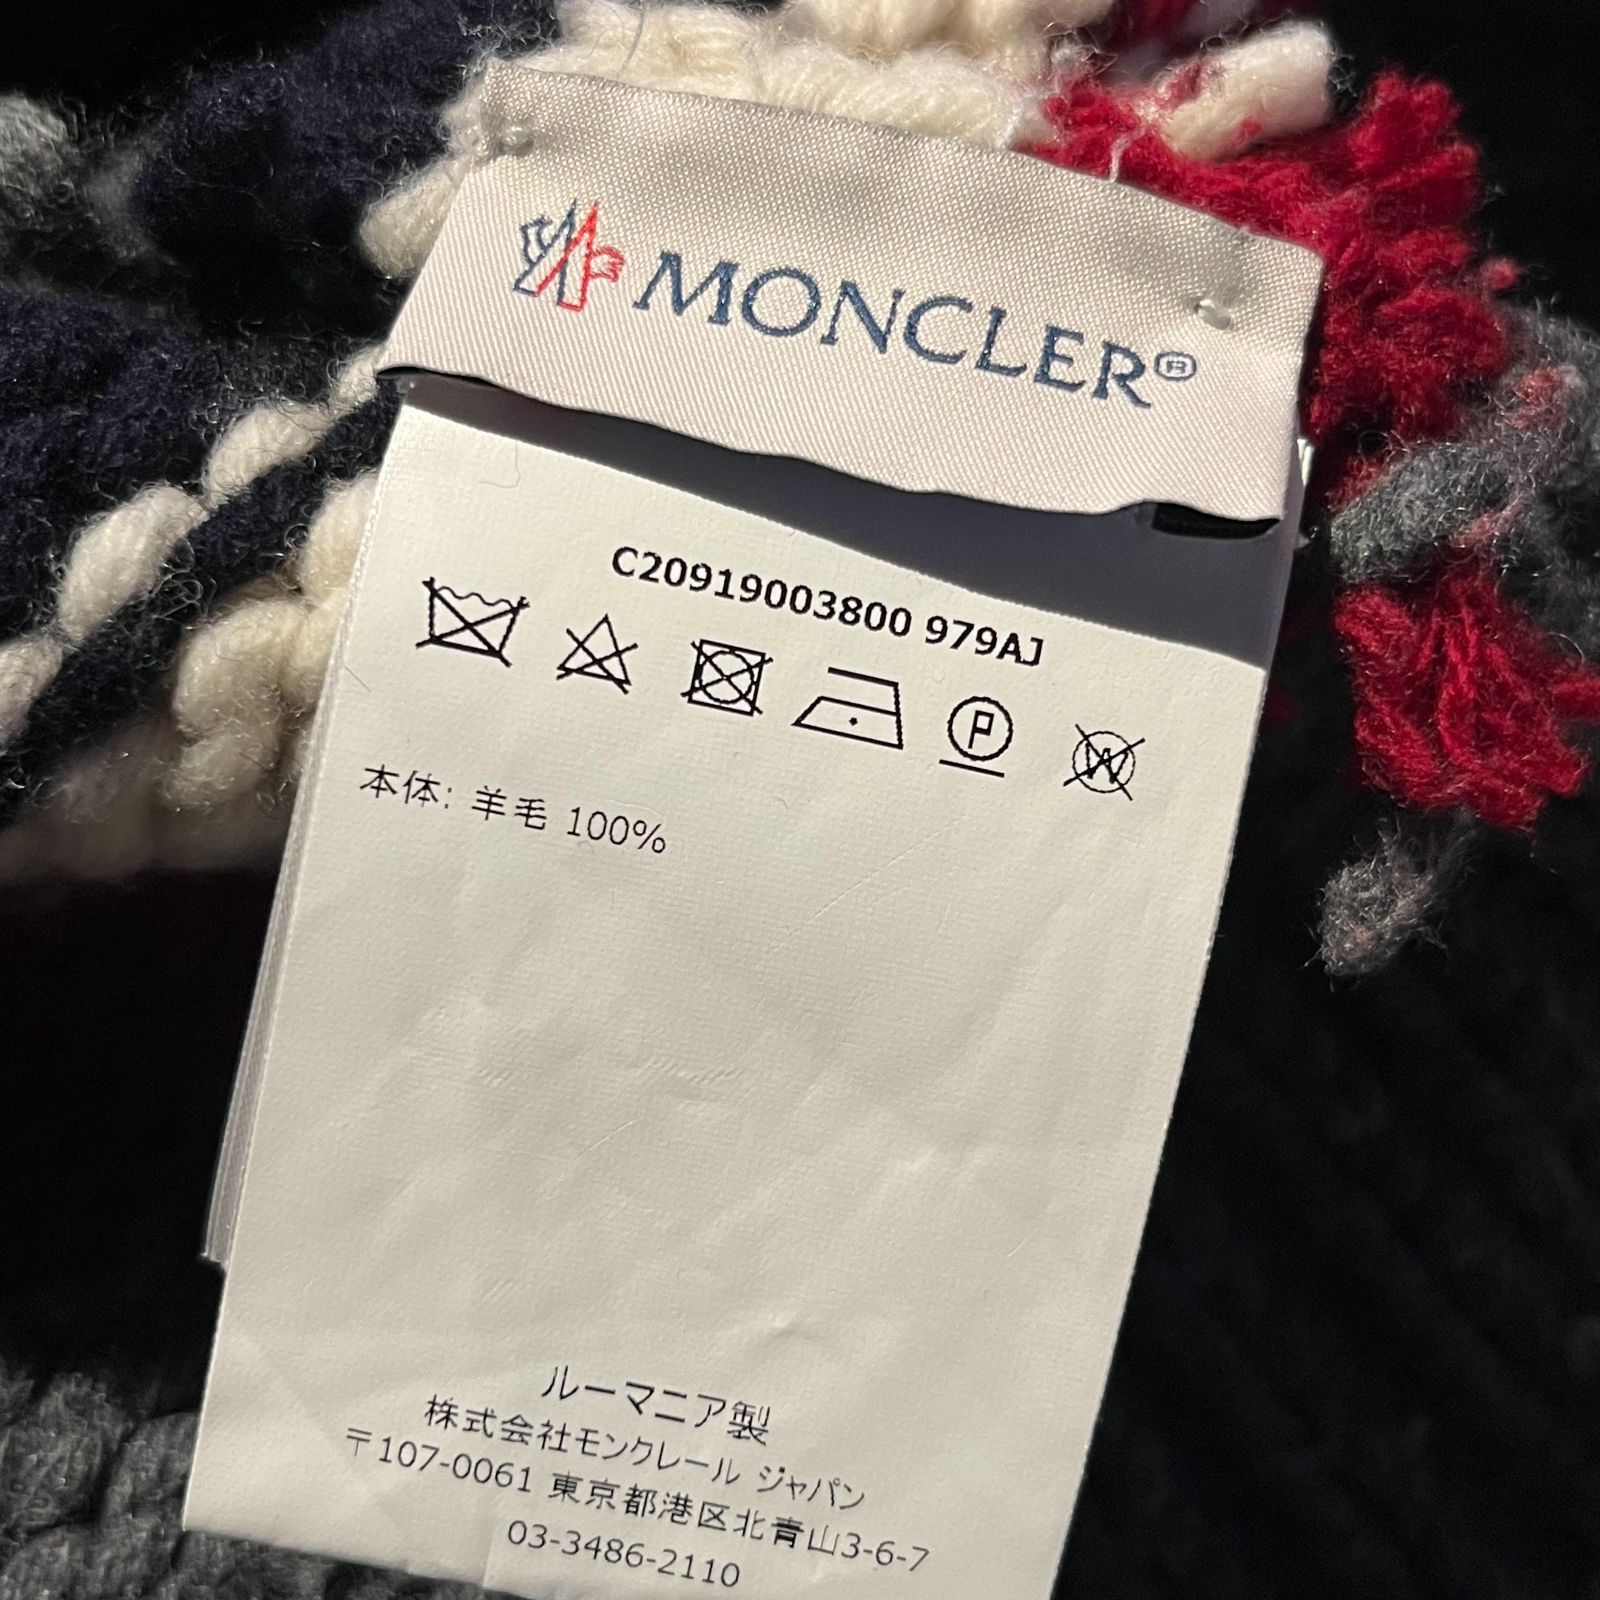 MONCLER®
C20919003800 979AJ
P
W
本体: 羊毛 100%
ルーマニア製
株式会社モンクレール ジャパン
〒107-0061 東京都港区北青山3-6-7
03-3486-2110